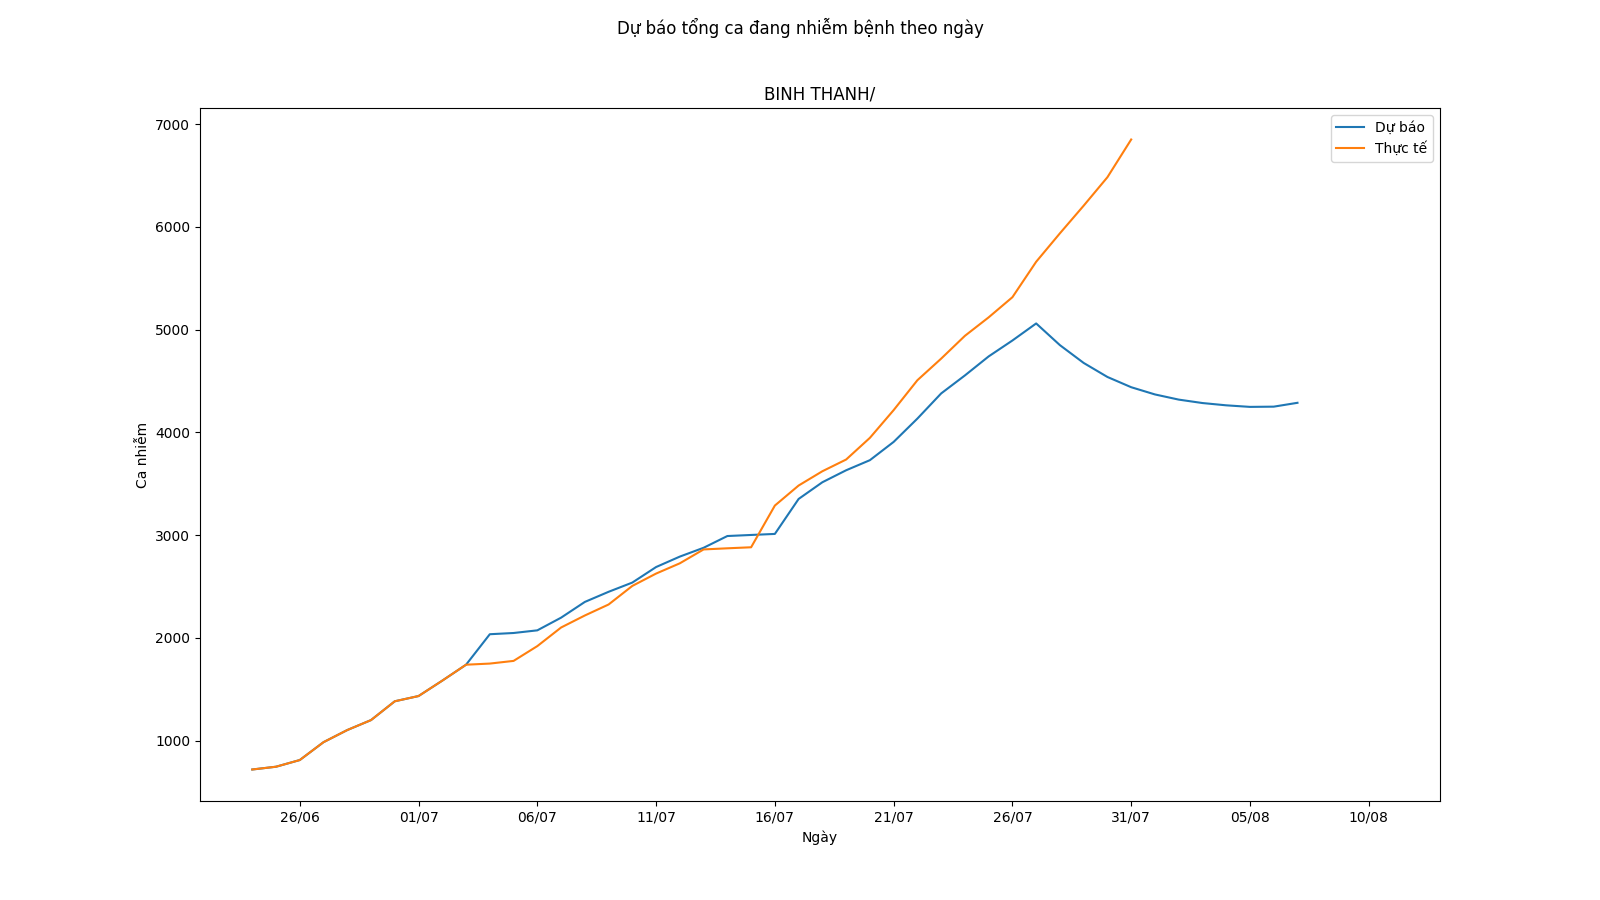 Dự báo tổng ca đang nhiễm bệnh theo ngày
BINH THANH/
Dự báo
Thực tế
7000
6000
5000
4000
3000
2000
1000
Ca nhiễm
26/06
01/07
06/07
11/07
16/07
21/07
26/07
31/07
05/08
10/08
Ngày